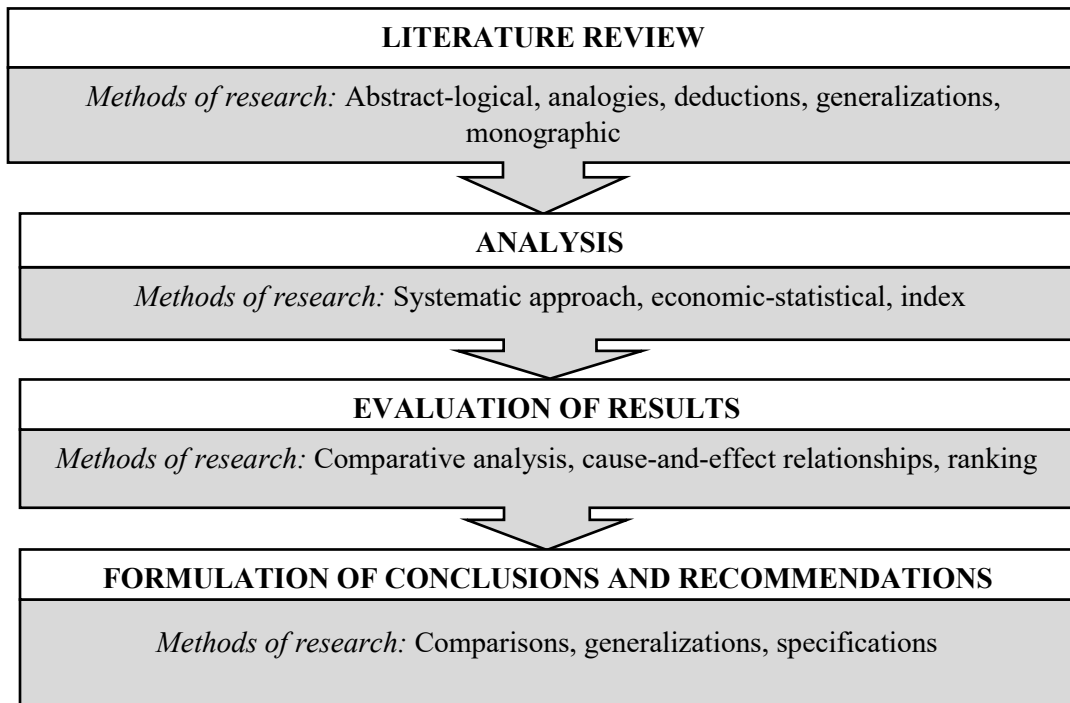 LITERATURE REVIEW
Methods of research: Abstract-logical, analogies, deductions, generalizations,
monographic
ANALYSIS
Methods of research: Systematic approach, economic-statistical, index
EVALUATION OF RESULTS
Methods of research: Comparative analysis, cause-and-effect relationships, ranking
FORMULATION OF CONCLUSIONS AND RECOMMENDATIONS
Methods of research: Comparisons, generalizations, specifications